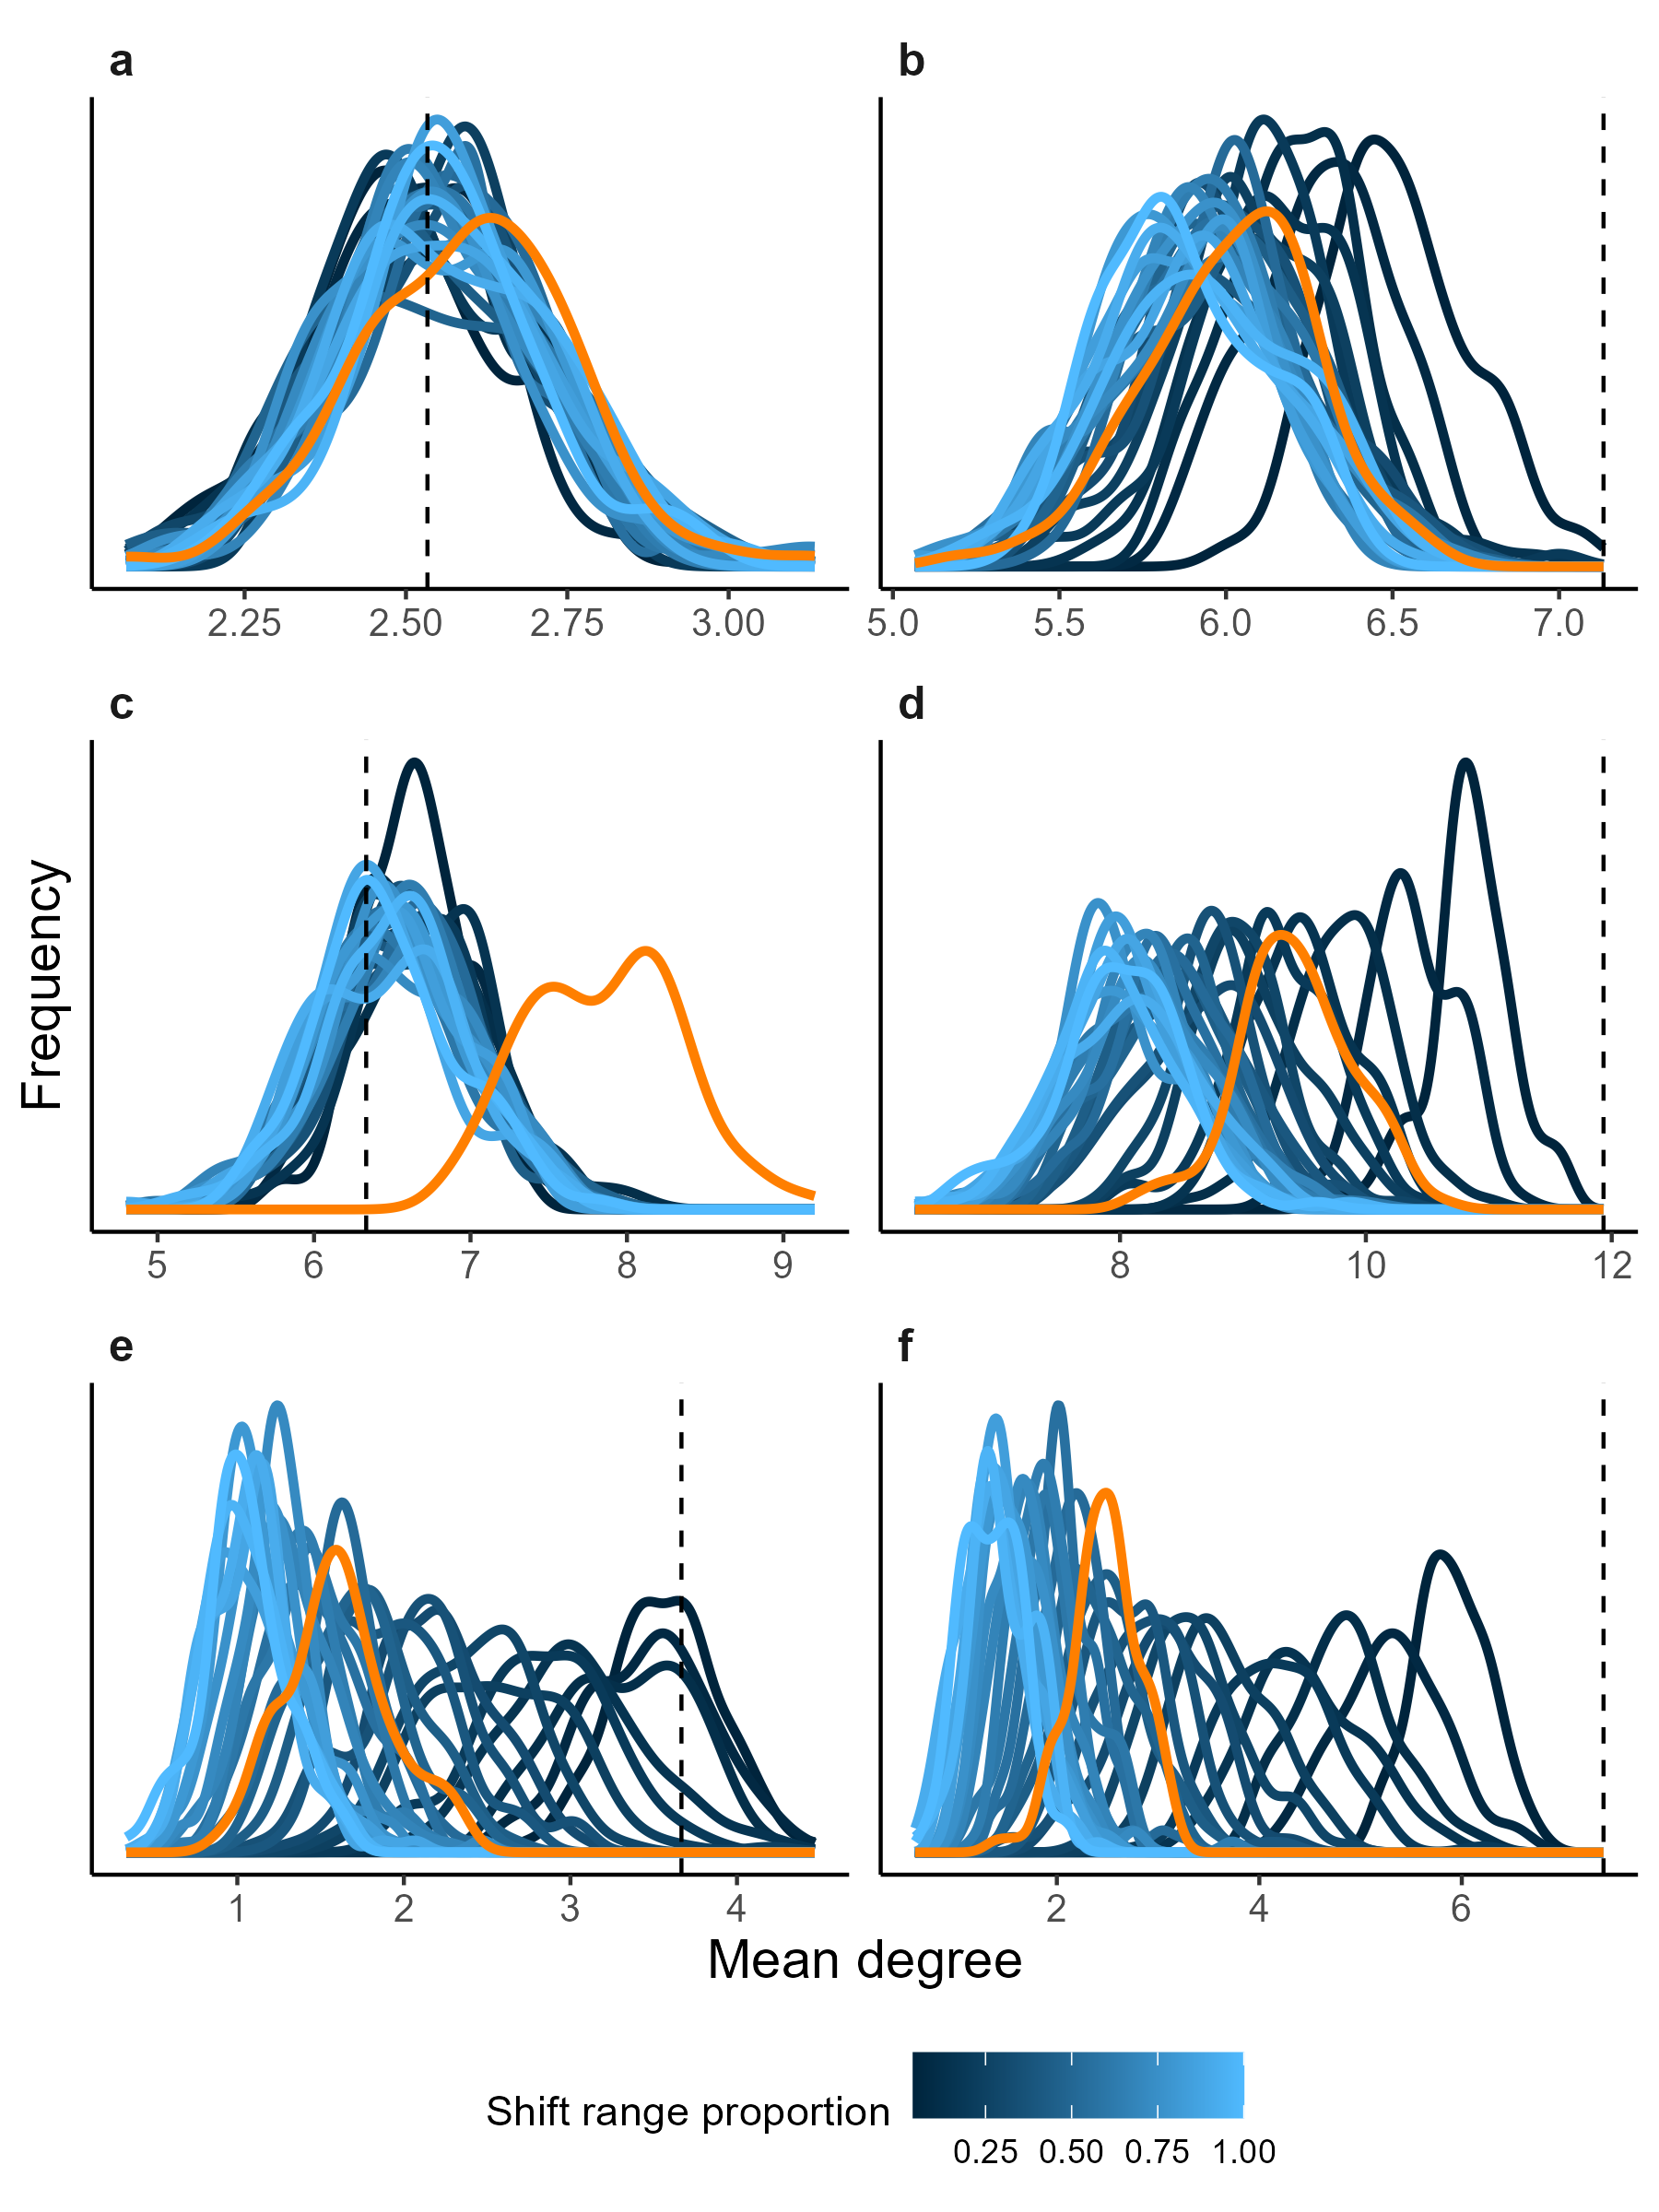 a
b
2.25 2.50 2.75 3.00
5.0 5.5 6.0 6.5 7.0
c
d
5 6 7 8 9
8 10 12
e
f
1 2 3 4
2 4 6
Frequency
Mean degree
Shift range proportion
0.25 0.50 0.75 1.00